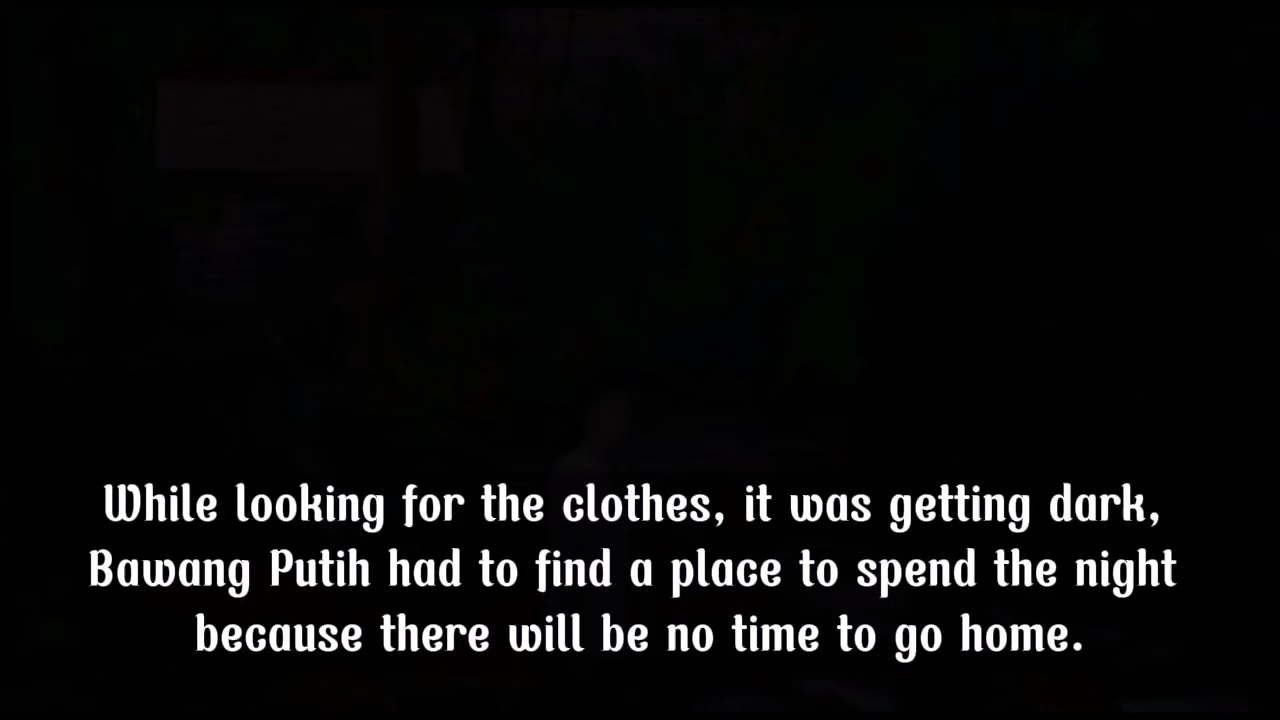 While looking for the clothes, it was getting dark,
Bawang Putih had to find a place to spend the night
because there will be no time to go home.